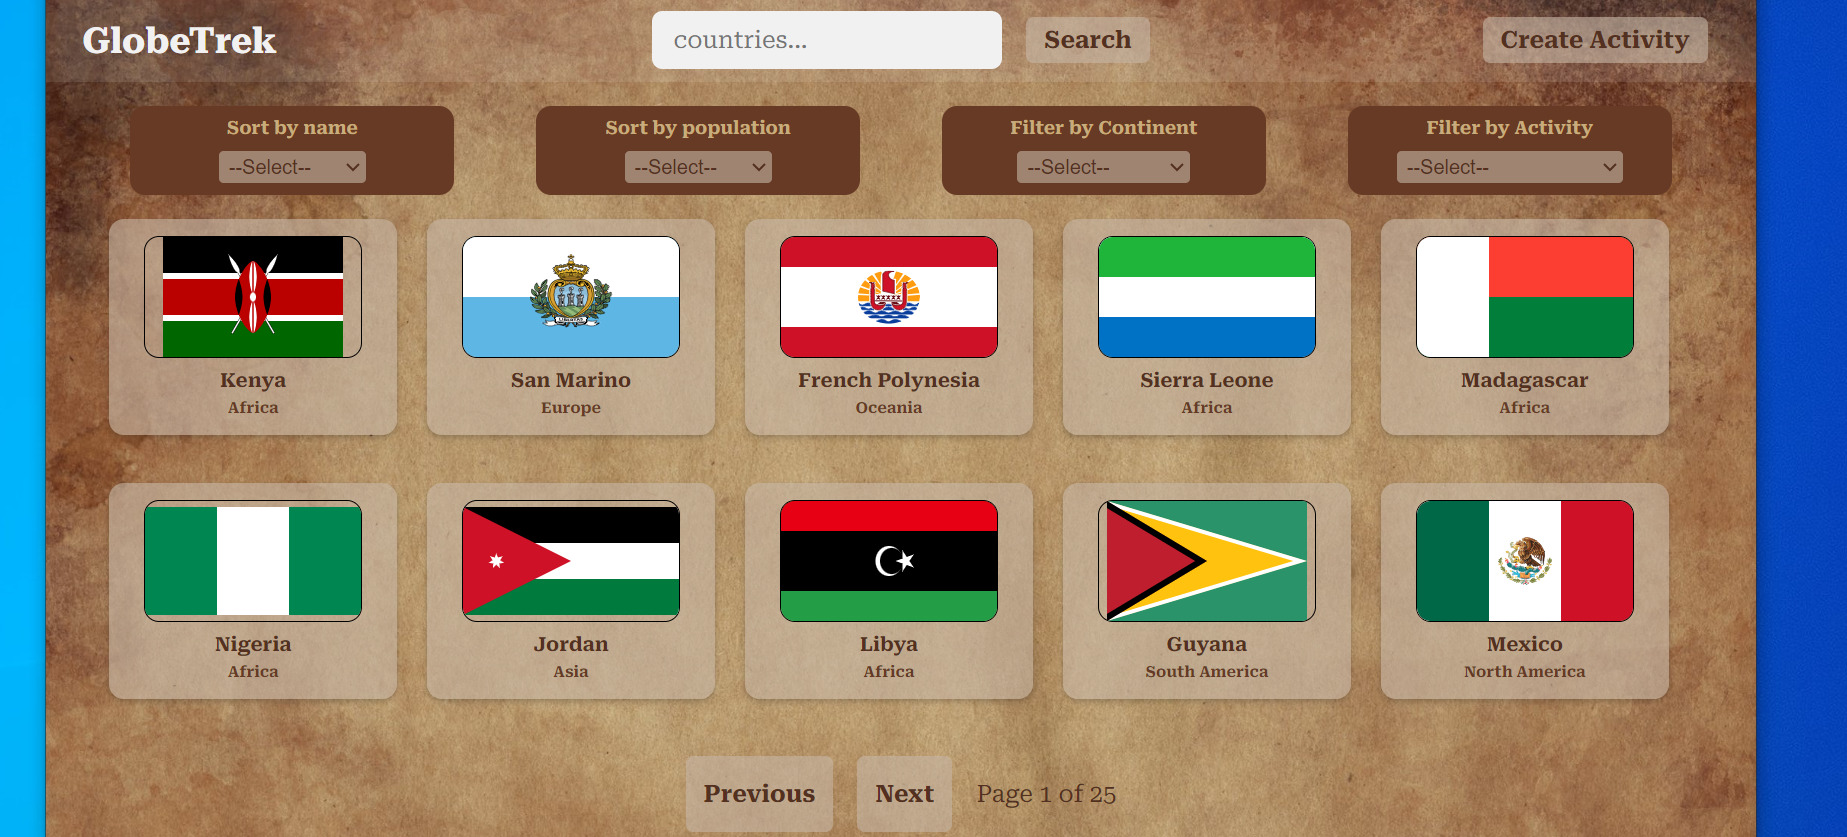 GlobeTrek
countries...
Search
Create Activity
Sort by name
--Select--
Sort by population
--Select--
Filter by Continent
--Select--
Filter by Activity
--Select--
Kenya
Africa
San Marino
Europe
French Polynesia
Oceania
Sierra Leone
Africa
Madagascar
Africa
Nigeria
Africa
Jordan
Asia
Libya
Africa
Guyana
South America
Mexico
North America
Previous
Next
Page 1 of 25